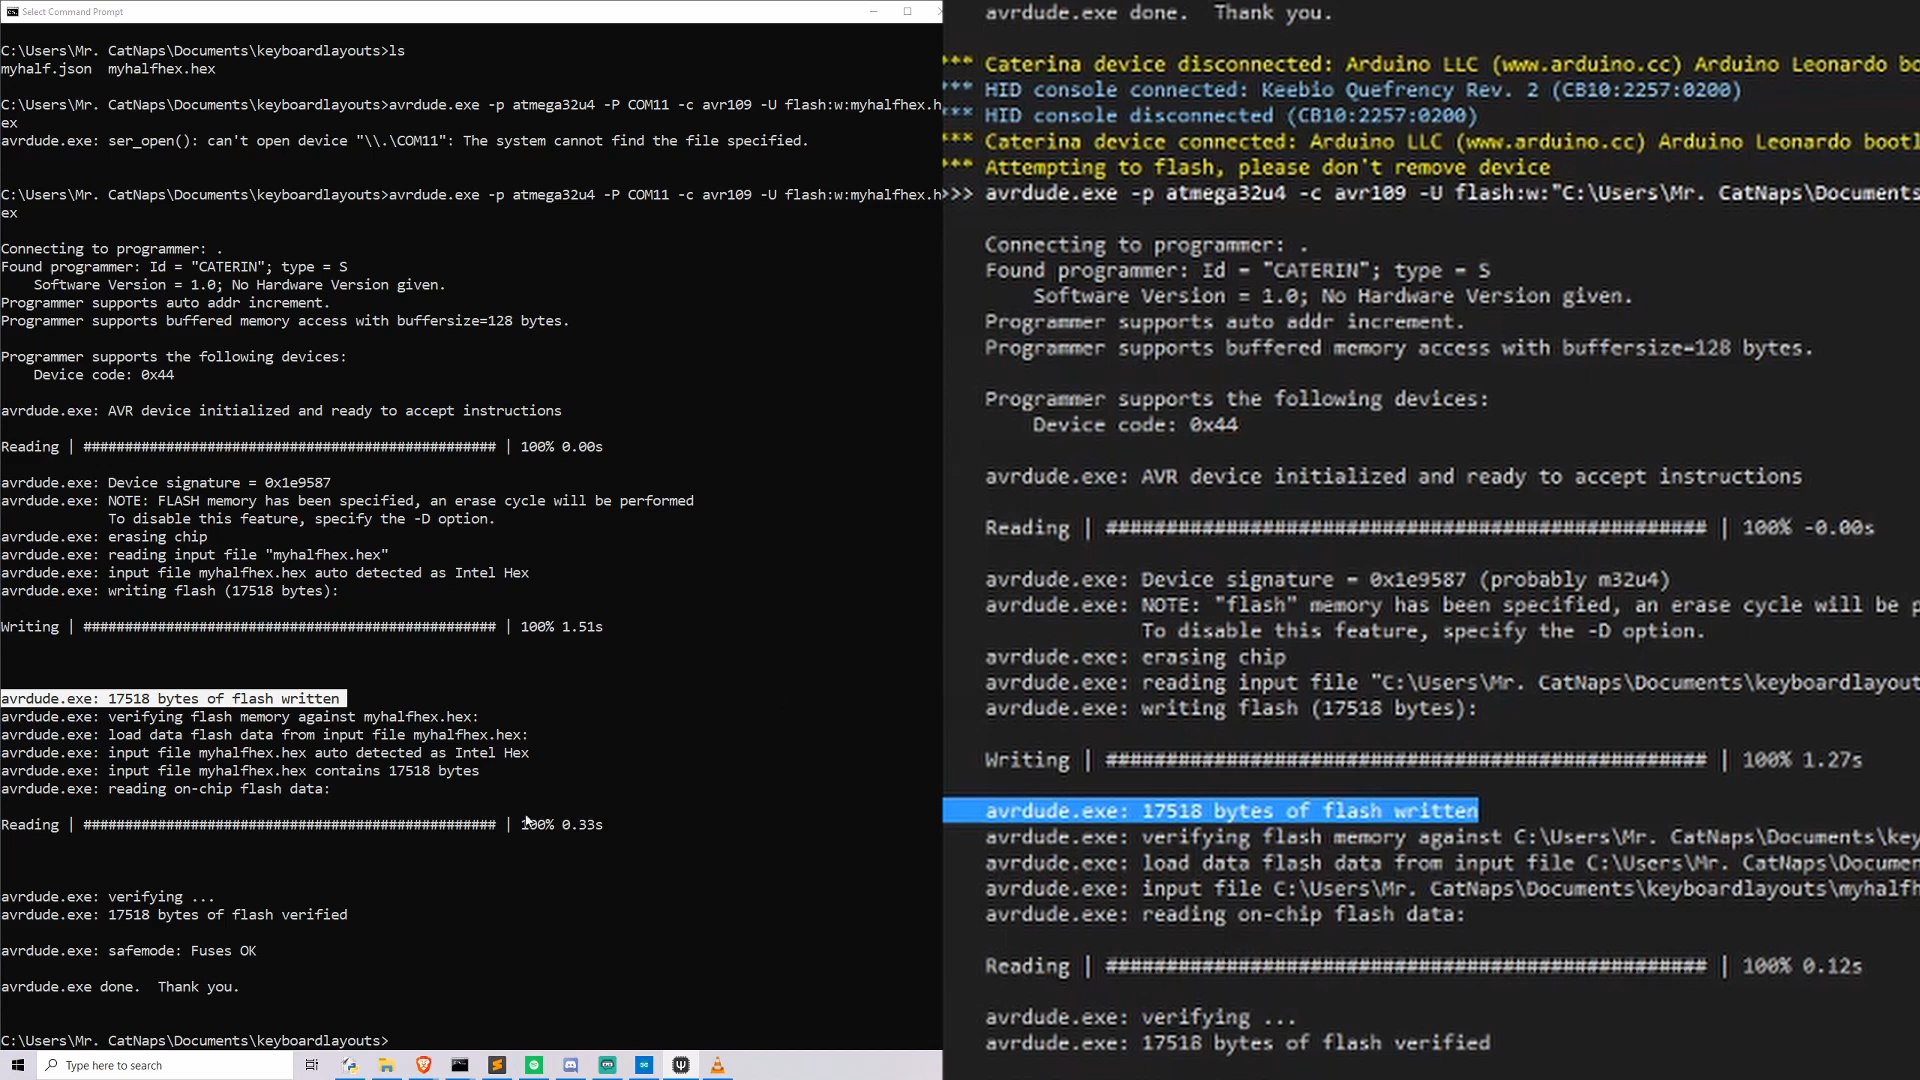 Select Command Prompt
C:\Users\Mr. CatNaps\Documents\keyboardlayouts>ls
myhalf.json  myhalfhex.hex
C:\Users\Mr. CatNaps\Documents\keyboardlayouts>avrdude.exe -p atmega32u4 -P COM11 -c avr109 -U flash:w:myhalfhex.h
ex
avrdude.exe: ser_open(): can't open device "\\.\COM11": The system cannot find the file specified.
C:\Users\Mr. CatNaps\Documents\keyboardlayouts>avrdude.exe -p atmega32u4 -P COM11 -c avr109 -U flash:w:myhalfhex.h
ex
Connecting to programmer: .
Found programmer: Id = "CATERIN"; type = S
    Software Version = 1.0; No Hardware Version given.
Programmer supports auto addr increment.
Programmer supports buffered memory access with buffersize=128 bytes.
Programmer supports the following devices:
    Device code: 0x44
avrdude.exe: AVR device initialized and ready to accept instructions
Reading | ################################################## | 100% 0.00s
avrdude.exe: Device signature = 0x1e9587
avrdude.exe: NOTE: FLASH memory has been specified, an erase cycle will be performed
             To disable this feature, specify the -D option.
avrdude.exe: erasing chip
avrdude.exe: reading input file "myhalfhex.hex"
avrdude.exe: input file myhalfhex.hex auto detected as Intel Hex
avrdude.exe: writing flash (17518 bytes):
Writing | ################################################## | 100% 1.51s
avrdude.exe: 17518 bytes of flash written
avrdude.exe: verifying flash memory against myhalfhex.hex:
avrdude.exe: load data flash data from input file myhalfhex.hex:
avrdude.exe: input file myhalfhex.hex auto detected as Intel Hex
avrdude.exe: input file myhalfhex.hex contains 17518 bytes
avrdude.exe: reading on-chip flash data:
Reading | ################################################## | 100% 0.33s
avrdude.exe: verifying ...
avrdude.exe: 17518 bytes of flash verified
avrdude.exe: safemode: Fuses OK
avrdude.exe done.  Thank you.
C:\Users\Mr. CatNaps\Documents\keyboardlayouts>
Type here to search
avrdude.exe done.  Thank you.
*** Caterina device disconnected: Arduino LLC (www.arduino.cc) Arduino Leonardo bo
*** HID console connected: Keebio Quefrency Rev. 2 (CB10:2257:0200)
*** HID console disconnected (CB10:2257:0200)
*** Caterina device connected: Arduino LLC (www.arduino.cc) Arduino Leonardo bootl
*** Attempting to flash, please don't remove device
>>> avrdude.exe -p atmega32u4 -c avr109 -U flash:w:"C:\Users\Mr. CatNaps\Documents
Connecting to programmer: .
Found programmer: Id = "CATERIN"; type = S
    Software Version = 1.0; No Hardware Version given.
Programmer supports auto addr increment.
Programmer supports buffered memory access with buffersize=128 bytes.
Programmer supports the following devices:
    Device code: 0x44
avrdude.exe: AVR device initialized and ready to accept instructions
Reading | ################################################## | 100% -0.00s
avrdude.exe: Device signature = 0x1e9587 (probably m32u4)
avrdude.exe: NOTE: "flash" memory has been specified, an erase cycle will be p
             To disable this feature, specify the -D option.
avrdude.exe: erasing chip
avrdude.exe: reading input file "C:\Users\Mr. CatNaps\Documents\keyboardlayout
avrdude.exe: writing flash (17518 bytes):
Writing | ################################################## | 100% 1.27s
avrdude.exe: 17518 bytes of flash written
avrdude.exe: verifying flash memory against C:\Users\Mr. CatNaps\Documents\key
avrdude.exe: load data flash data from input file C:\Users\Mr. CatNaps\Documen
avrdude.exe: input file C:\Users\Mr. CatNaps\Documents\keyboardlayouts\myhalfh
avrdude.exe: reading on-chip flash data:
Reading | ################################################## | 100% 0.12s
avrdude.exe: verifying ...
avrdude.exe: 17518 bytes of flash verified